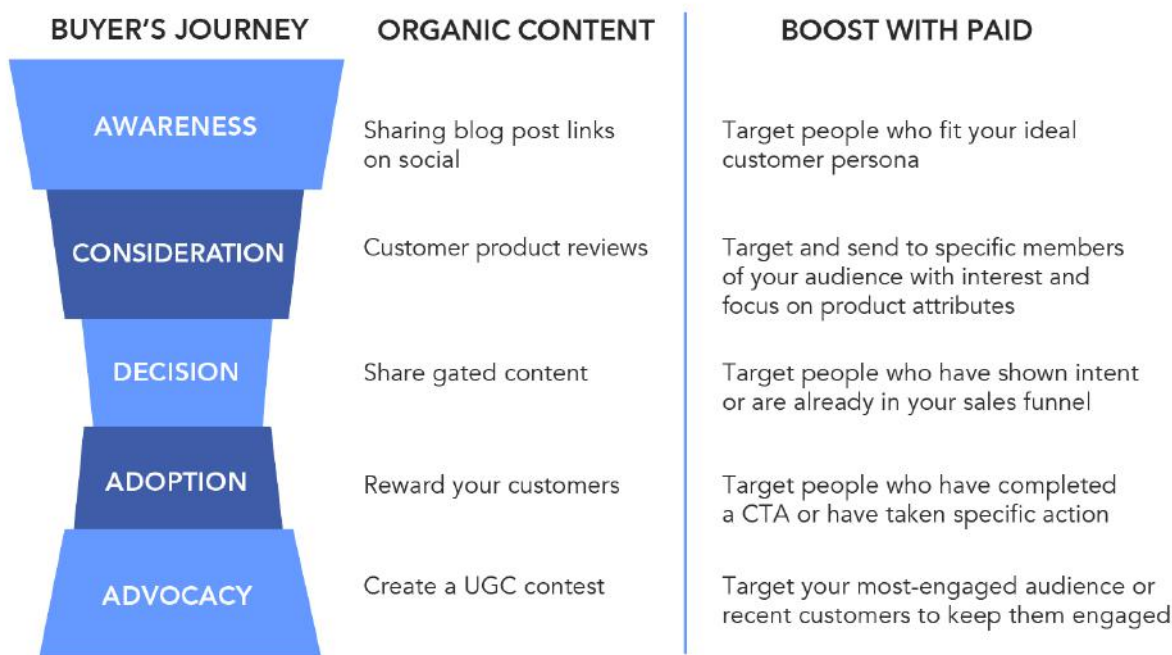 BUYER'S JOURNEY
ORGANIC CONTENT
BOOST WITH PAID
AWARENESS
Sharing blog post links
on social
Target people who fit your ideal
customer persona
CONSIDERATION
Customer product reviews
Target and send to specific members
of your audience with interest and
focus on product attributes
DECISION
Share gated content
Target people who have shown intent
or are already in your sales funnel
ADOPTION
Reward your customers
Target people who have completed
a CTA or have taken specific action
ADVOCACY
Create a UGC contest
Target your most-engaged audience or
recent customers to keep them engaged